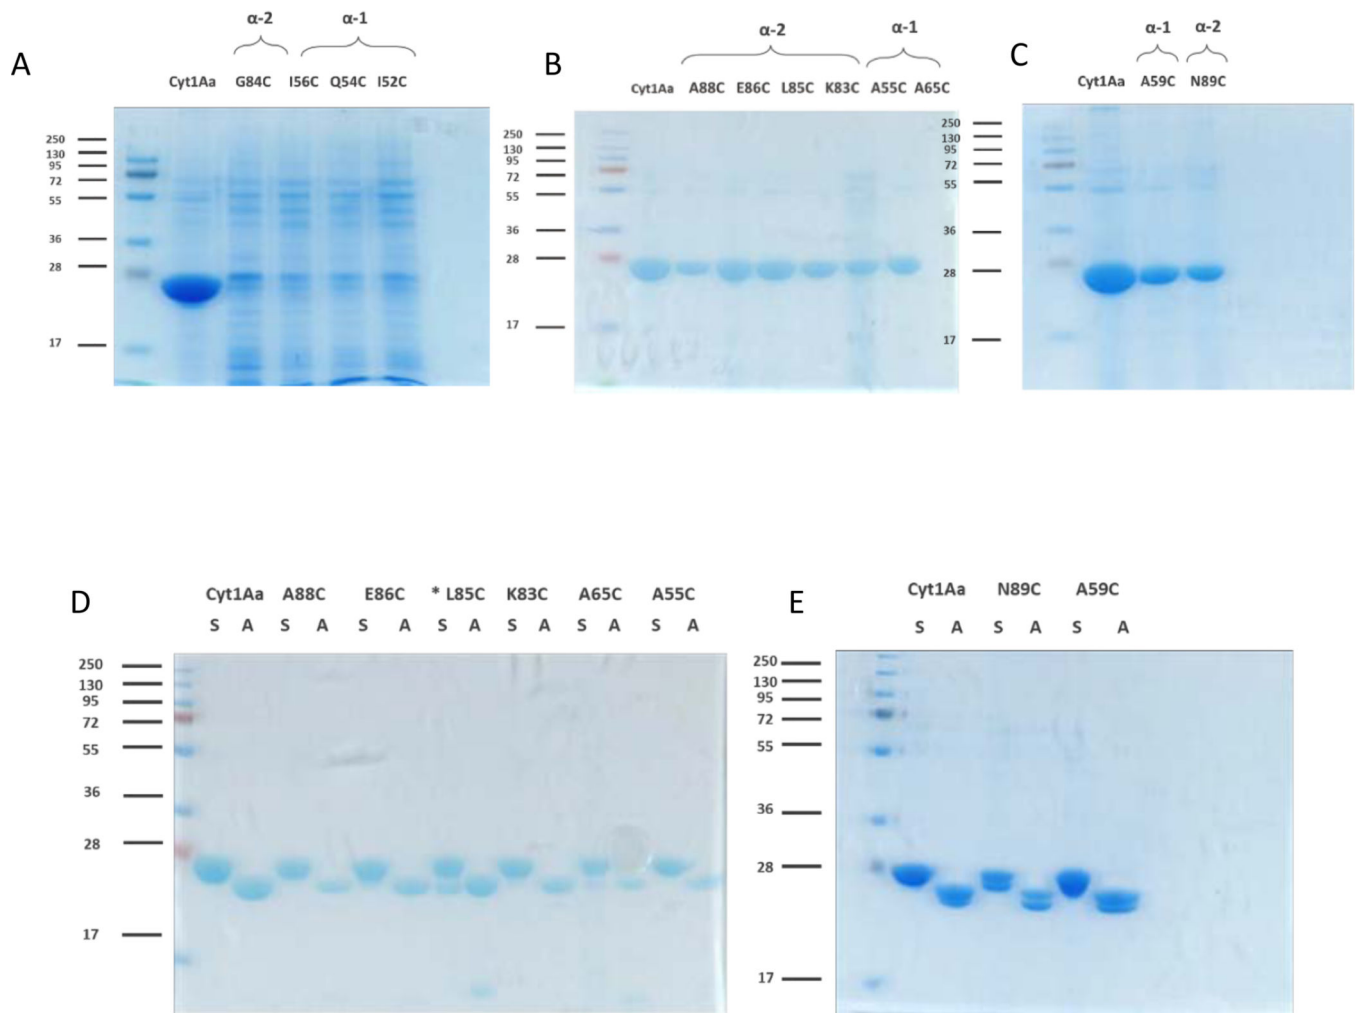 A
α-2 α-1
Cyt1Aa G84C I56C Q54C I52C
250
130
95
72
55
36
28
17
B
α-2 α-1
Cyt1Aa A88C E86C L85C K83C A55C A65C
250
130
95
72
55
36
28
17
C
α-1 α-2
Cyt1Aa A59C N89C
250
130
95
72
55
36
28
17
D
Cyt1Aa A88C E86C * L85C K83C A65C A55C
S A S A S A S A S A S A S A
250
130
95
72
55
36
28
17
E
Cyt1Aa N89C A59C
S A S A S A
250
130
95
72
55
36
28
17